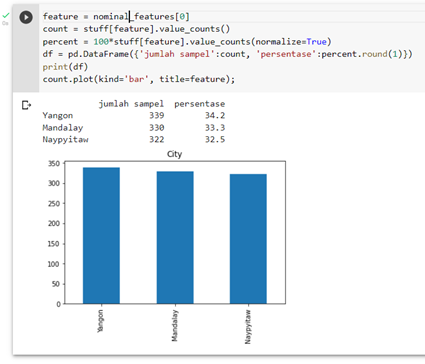 feature = nominal_features[0]
count = stuff[feature].value_counts()
percent = 100*stuff[feature].value_counts(normalize=True)
df = pd.DataFrame({'jumlah sampel':count, 'persentase':percent.round(1)})
print(df)
count.plot(kind='bar', title=feature);
0s
jumlah sampel persentase
Yangon 339 34.2
Mandalay 330 33.3
Naypyitaw 322 32.5
City
350
300
250
200
150
100
50
0
Yangon
Mandalay
Naypyitaw